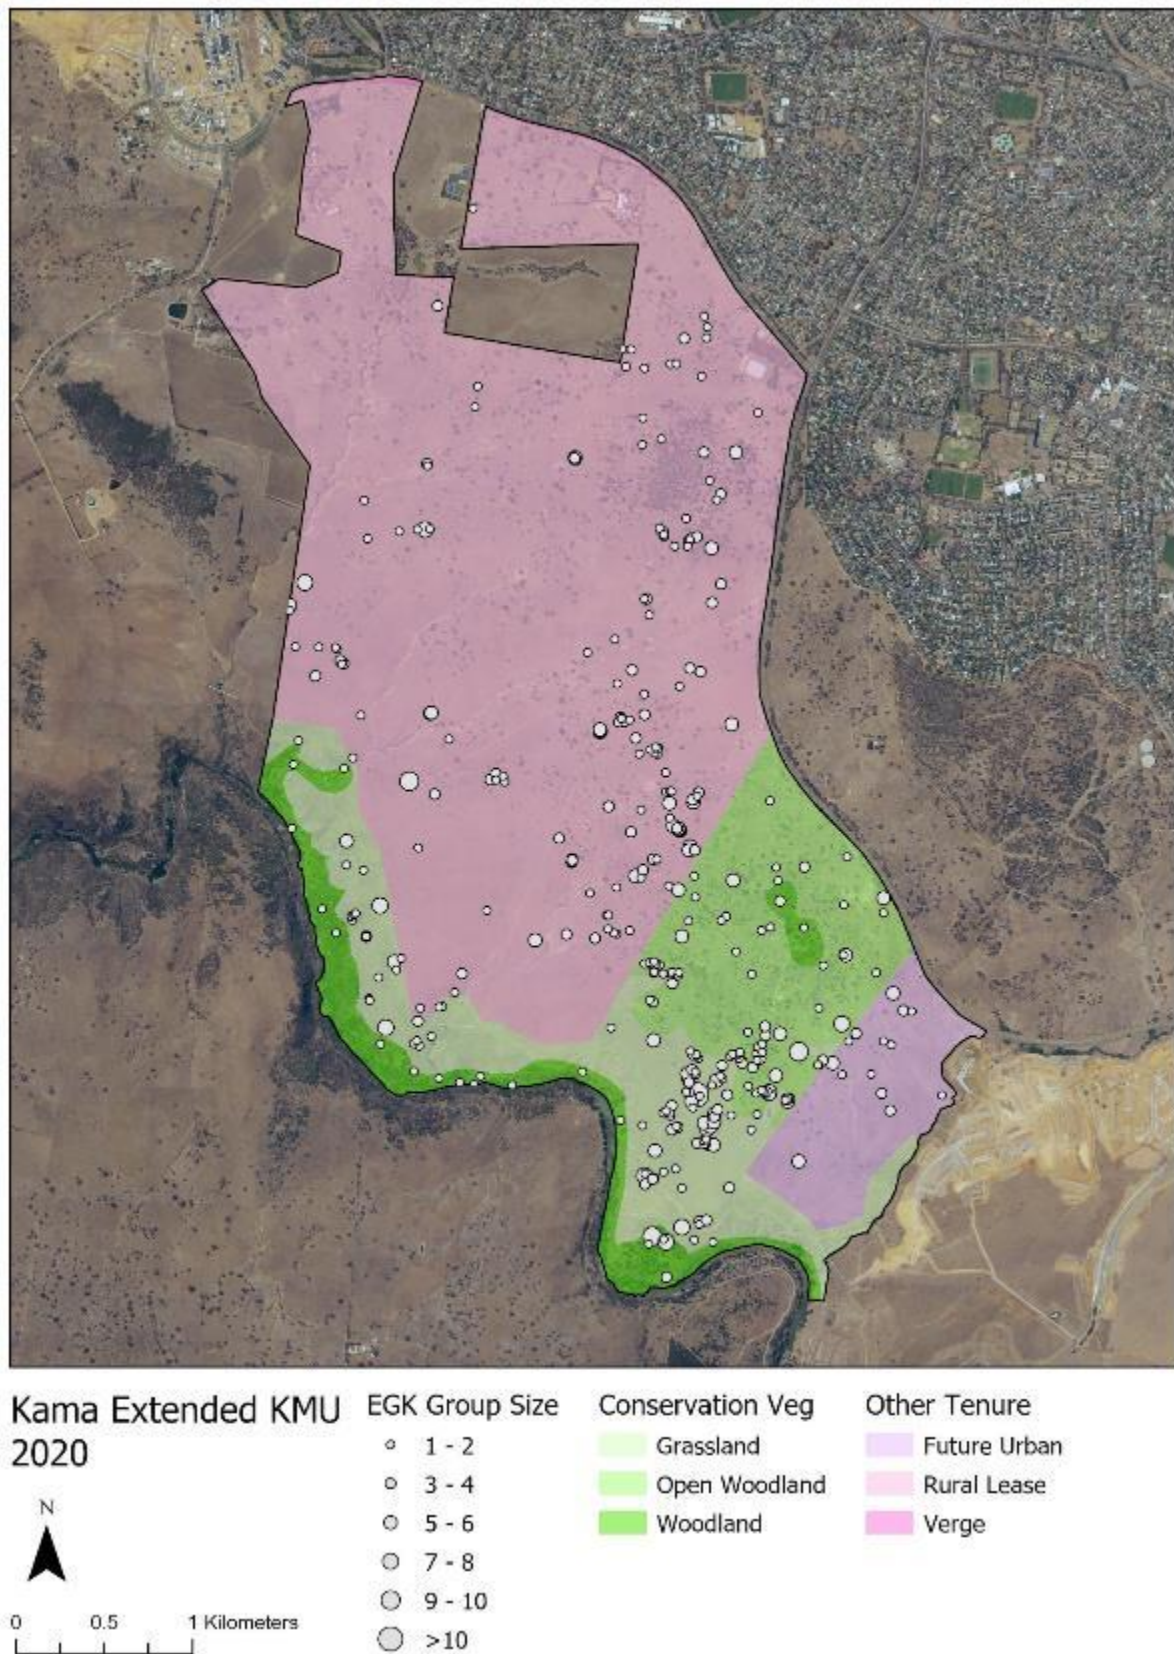 Kama Extended KMU
2020
N
0 0.5 1 Kilometers
EGK Group Size
1 - 2
3 - 4
5 - 6
7 - 8
9 - 10
>10
Conservation Veg
Grassland
Open Woodland
Woodland
Other Tenure
Future Urban
Rural Lease
Verge